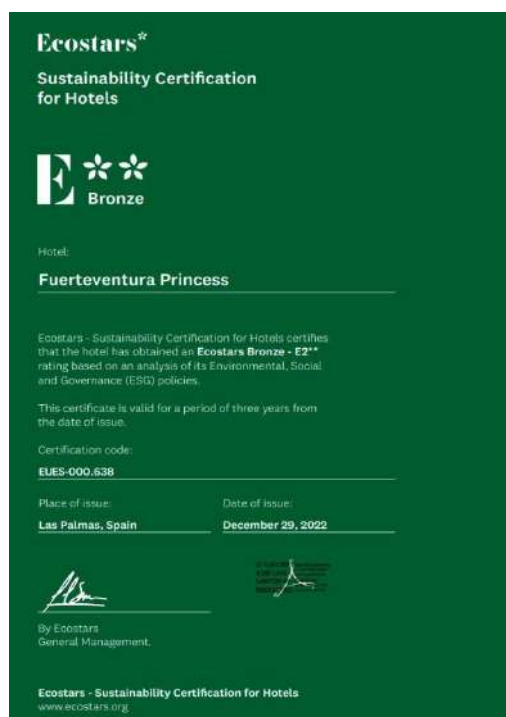 Ecostars*
Sustainability Certification
for Hotels
E**
Bronze
Hotel:
Fuerteventura Princess
Ecostars - Sustainability Certification for Hotels certifies
that the hotel has obtained an Ecostars Bronze - E2**
rating based on an analysis of its Environmental, Social
and Governance (ESG) policies.
This certificate is valid for a period of three years from
the date of issue.
Certification code:
EUES-000.638
Place of issue:
Date of issue:
Las Palmas, Spain
December 29, 2022
By Ecostars
General Management.
Ecostars - Sustainability Certification for Hotels
www.ecostars.org